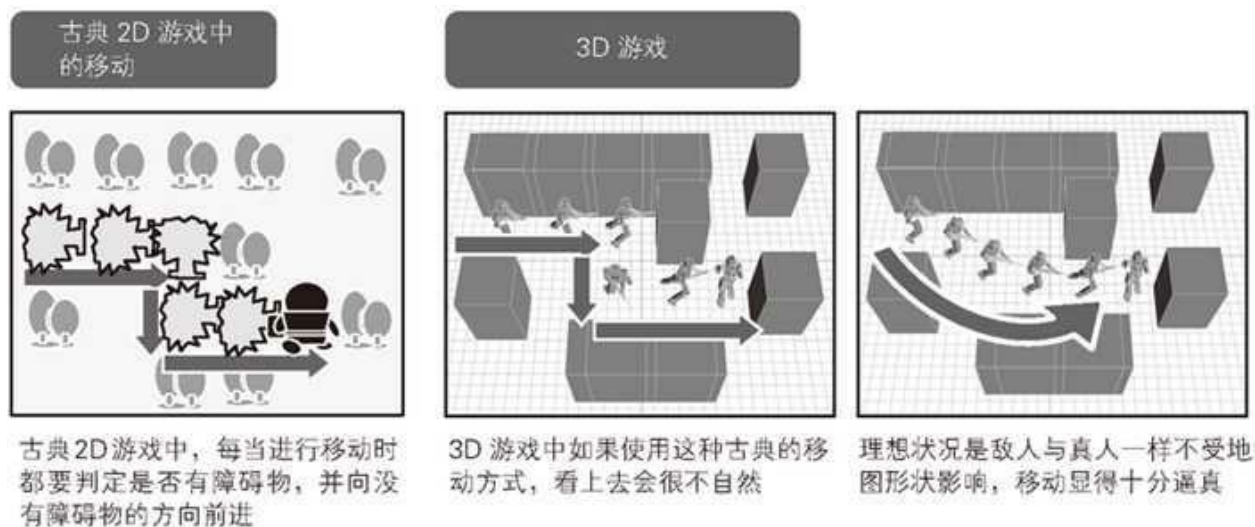 古典 2D 游戏中
的移动
3D 游戏
古典2D游戏中，每当进行移动时
都要判定是否有障碍物，并向没
有障碍物的方向前进
3D 游戏中如果使用这种古典的移
动方式，看上去会很不自然
理想状况是敌人与真人一样不受地
图形状影响，移动显得十分逼真